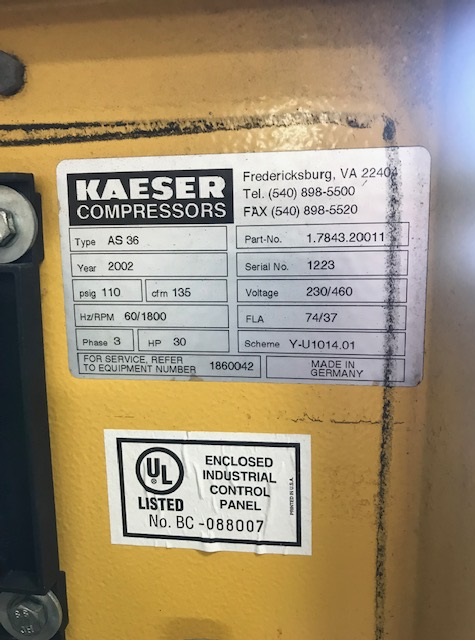 KAESER COMPRESSORS
Fredericksburg, VA 22404
Tel. (540) 898-5500
FAX (540) 898-5520
Type AS 36
Part-No. 1.7843.20011
Year 2002
Serial No. 1223
psig 110 cfm 135
Voltage 230/460
Hz/RPM 60/1800
FLA 74/37
Phase 3 HP 30
Scheme Y-U1014.01
FOR SERVICE, REFER
TO EQUIPMENT NUMBER 1860042
MADE IN
GERMANY
UL
LISTED
ENCLOSED
INDUSTRIAL
CONTROL
PANEL
No. BC-088007
PRINTED IN U.S.A.